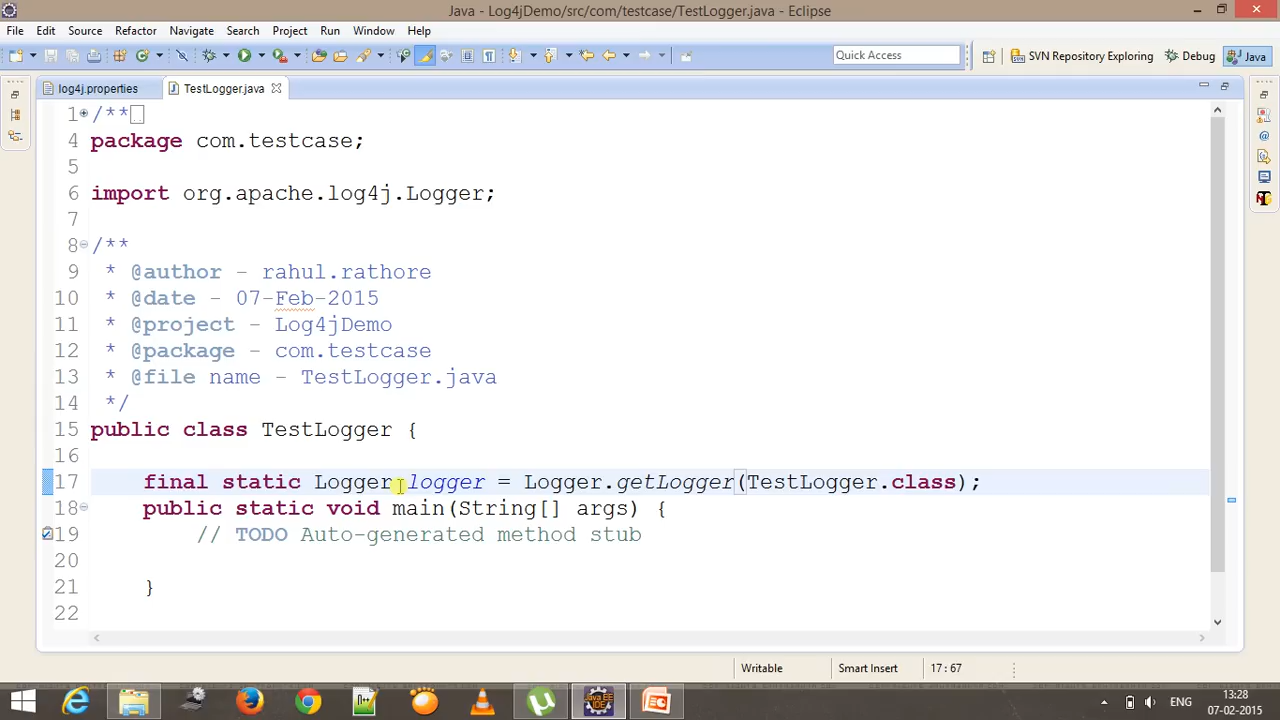 Java - Log4jDemo/src/com/testcase/TestLogger.java - Eclipse
File Edit Source Refactor Navigate Search Project Run Window Help
Quick Access
SVN Repository Exploring
Debug
Java
log4j.properties
TestLogger.java
1 /**
4 package com.testcase;
5
6 import org.apache.log4j.Logger;
7
8 /**
9 * @author - rahul.rathore
10 * @date - 07-Feb-2015
11 * @project - Log4jDemo
12 * @package - com.testcase
13 * @file name - TestLogger.java
14 */
15 public class TestLogger {
16
17 final static Logger logger = Logger.getLogger(TestLogger.class);
18 public static void main(String[] args) {
19 // TODO Auto-generated method stub
20
21 }
22
Writable
Smart Insert
17 : 67
ENG
13:28
07-02-2015